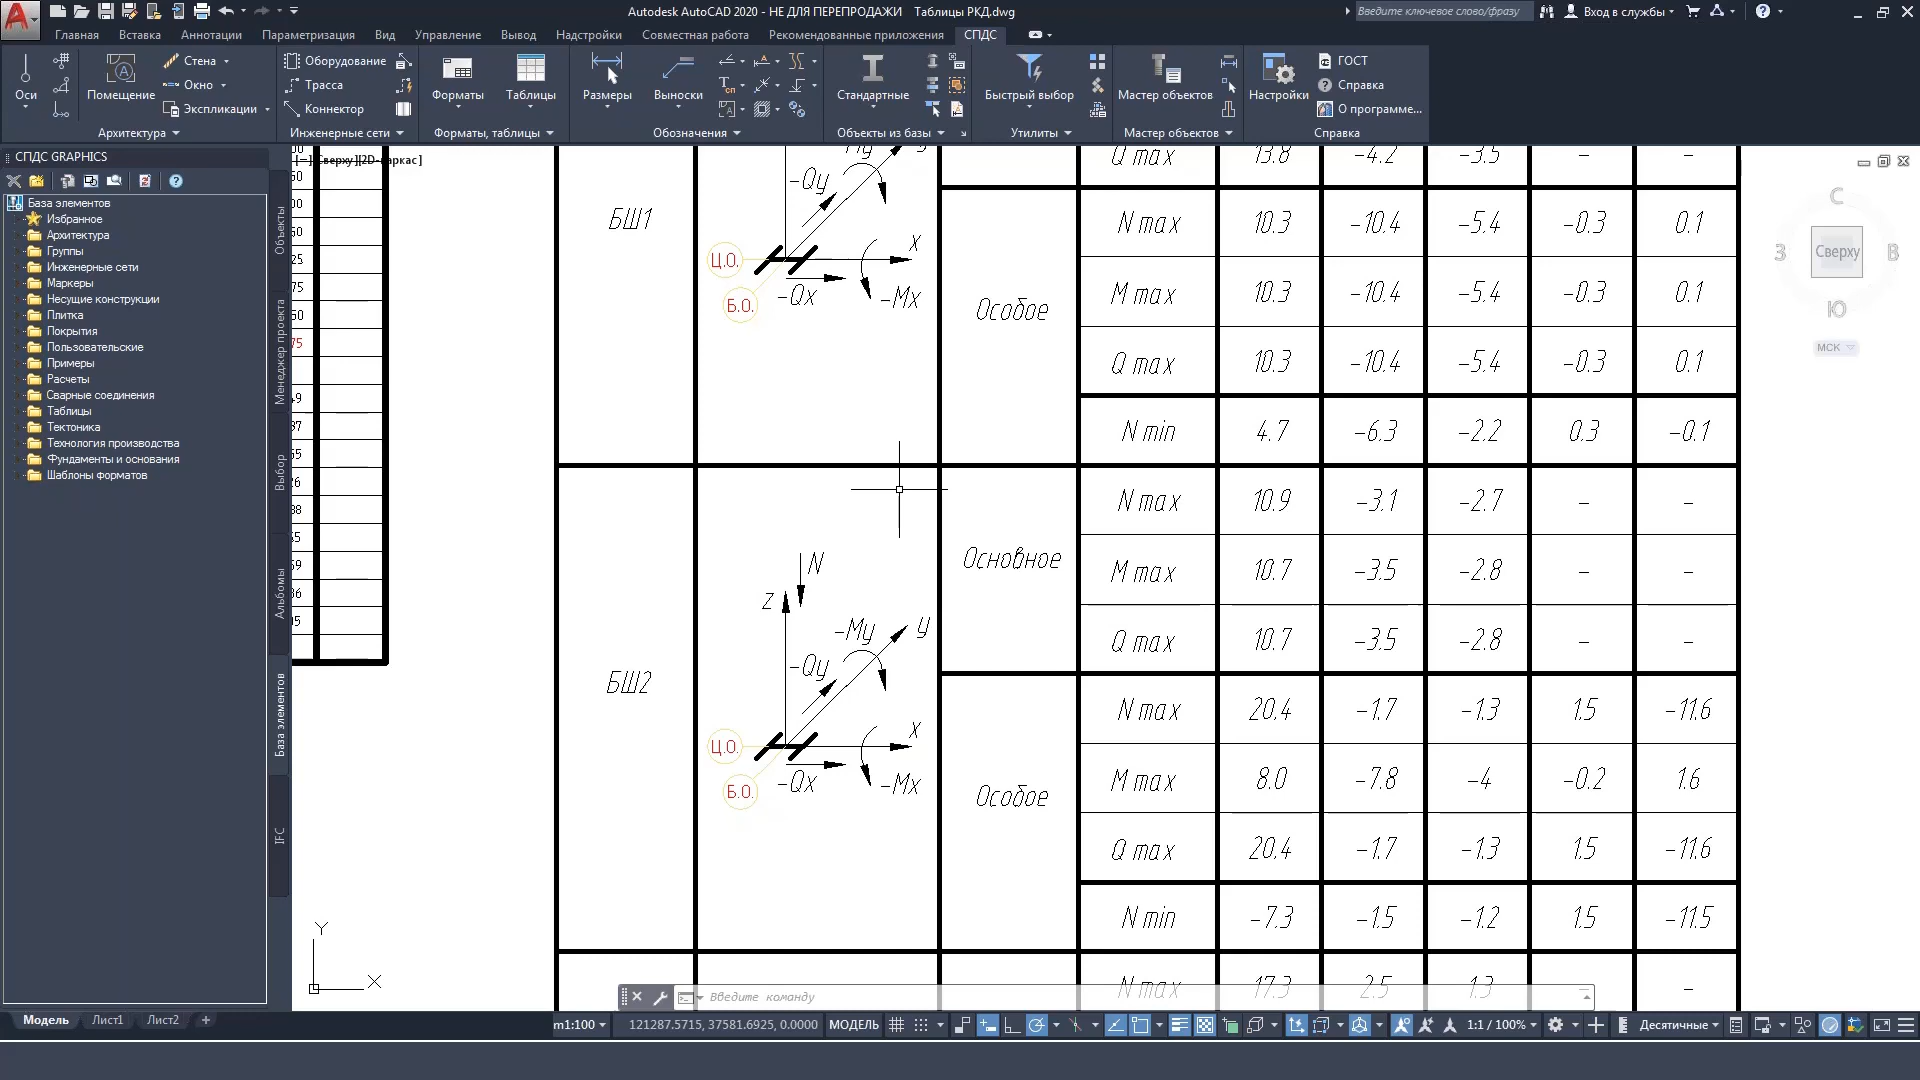 Autodesk AutoCAD 2020 - НЕ ДЛЯ ПЕРЕПРОДАЖИ Таблицы РКД.dwg
Введите ключевое слово/фразу
Вход в службы
Главная Вставка Аннотации Параметризация Вид Управление Вывод Надстройки Совместная работа Рекомендованные приложения СПДС
Оси
Помещение
Стена
Окно
Экспликации
Архитектура
Оборудование
Трасса
Коннектор
Инженерные сети
Форматы
Таблицы
Форматы, таблицы
Размеры
Выноски
Обозначения
Стандартные
Объекты из базы
Быстрый выбор
Утилиты
Мастер объектов
Мастер объектов
Настройки
ГОСТ
Справка
О программе...
Справка
СПДС GRAPHICS
База элементов
Избранное
Архитектура
Группы
Инженерные сети
Маркеры
Несущие конструкции
Плитка
Покрытия
Пользовательские
Примеры
Расчеты
Сварные соединения
Таблицы
Тектоника
Технология производства
Фундаменты и основания
Шаблоны форматов
Объекты
Менеджер проекта
Выбор
Альбомы
База элементов
IFC
[−][Сверху][2D-каркас]
Q max 13.8 −4.2 −3.5 − −
БШ1
−Qy
X
Ц.О.
Б.О.
−Qx
−Mx
Особое
N max 10.3 −10.4 −5.4 −0.3 0.1
M max 10.3 −10.4 −5.4 −0.3 0.1
Q max 10.3 −10.4 −5.4 −0.3 0.1
N min 4.7 −6.3 −2.2 0.3 −0.1
БШ2
N
Z
−My
y
−Qy
X
Ц.О.
Б.О.
−Qx
−Mx
Основное
N max 10.9 −3.1 −2.7 − −
M max 10.7 −3.5 −2.8 − −
Q max 10.7 −3.5 −2.8 − −
Особое
N max 20.4 −1.7 −1.3 1.5 −11.6
M max 8.0 −7.8 −4 −0.2 1.6
Q max 20.4 −1.7 −1.3 1.5 −11.6
N min −7.3 −1.5 −1.2 1.5 −11.5
N max 17.3 2.5 1.3 −
С
З Сверху В
Ю
МСК
Y
X
Введите команду
Модель Лист1 Лист2 +
m1:100 121287.5715, 37581.6925, 0.0000 МОДЕЛЬ 1:1 / 100% Десятичные